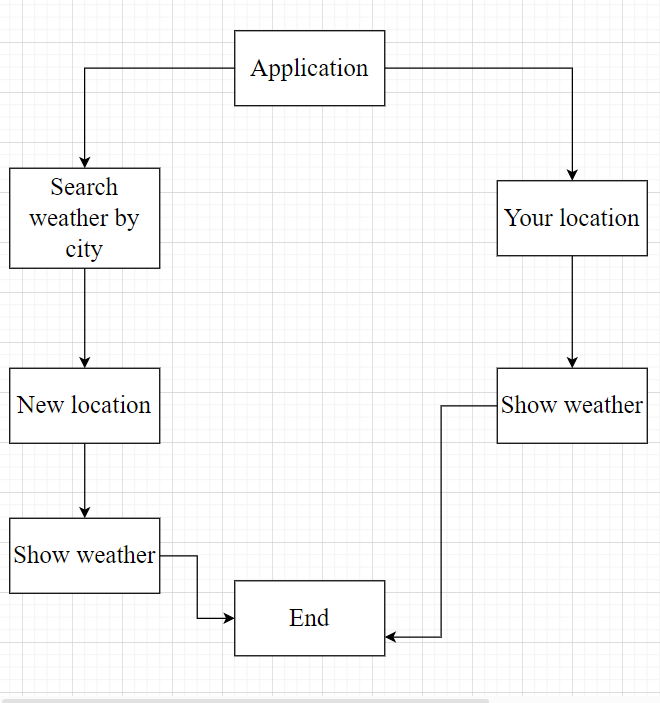 Application
Search
weather by
city
Your location
New location
Show weather
Show weather
End